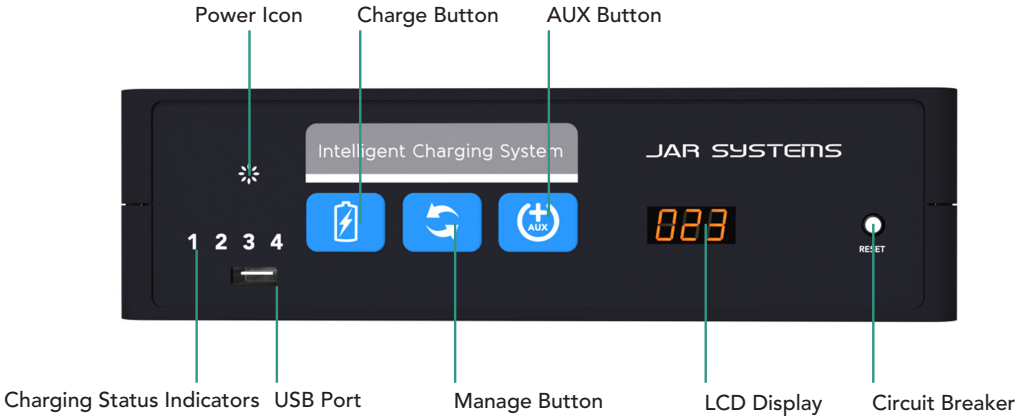 Power Icon Charge Button AUX Button
Intelligent Charging System
JAR SYSTEMS
AUX
1 2 3 4
023
RESET
Charging Status Indicators USB Port Manage Button LCD Display Circuit Breaker